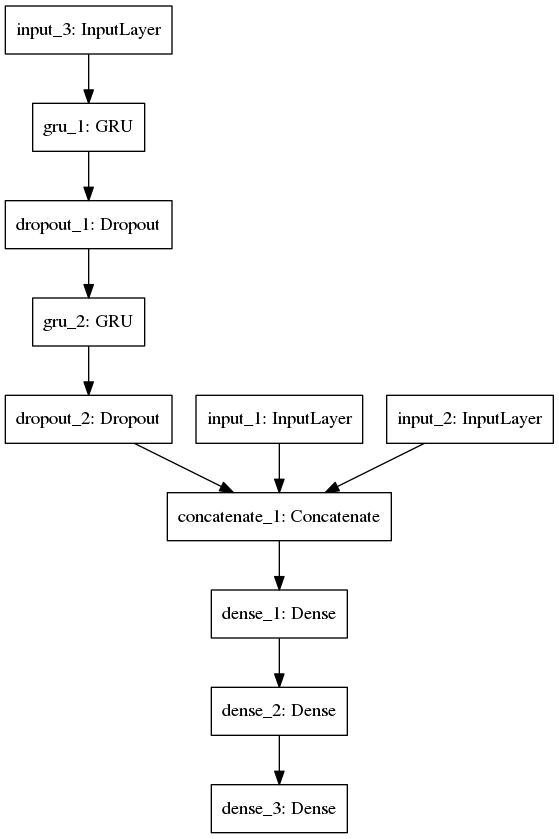 input_3: InputLayer
gru_1: GRU
dropout_1: Dropout
gru_2: GRU
dropout_2: Dropout
input_1: InputLayer
input_2: InputLayer
concatenate_1: Concatenate
dense_1: Dense
dense_2: Dense
dense_3: Dense